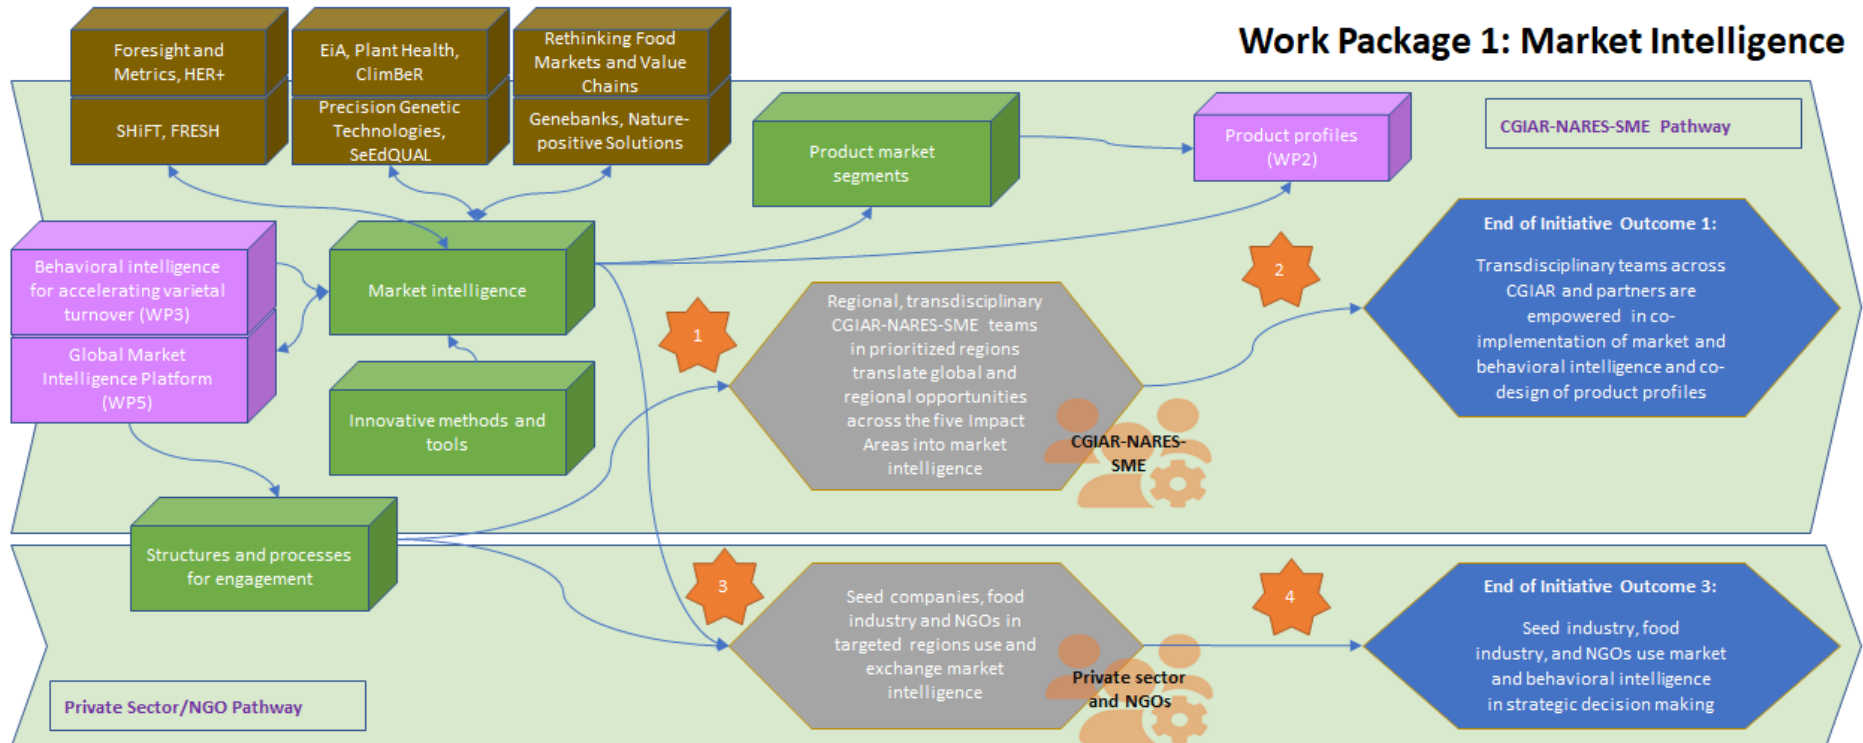 Work Package 1: Market Intelligence
Foresight and
Metrics, HER+
SHiFT, FRESH
EiA, Plant Health,
ClimBeR
Precision Genetic
Technologies,
SeEdQUAL
Rethinking Food
Markets and Value
Chains
Genebanks, Nature-
positive Solutions
Product market
segments
Product profiles
(WP2)
CGIAR-NARES-SME Pathway
Behavioral intelligence
for accelerating varietal
turnover (WP3)
Global Market
Intelligence Platform
(WP5)
Market intelligence
Innovative methods and
tools
1
Regional, transdisciplinary
CGIAR-NARES-SME teams
in prioritized regions
translate global and
regional opportunities
across the five Impact
Areas into market
intelligence
CGIAR-NARES-
SME
2
End of Initiative Outcome 1:
Transdisciplinary teams across
CGIAR and partners are
empowered in co-
implementation of market and
behavioral intelligence and co-
design of product profiles
Structures and processes
for engagement
Private Sector/NGO Pathway
3
Seed companies, food
industry and NGOs in
targeted regions use and
exchange market
intelligence
Private sector
and NGOs
4
End of Initiative Outcome 3:
Seed industry, food
industry, and NGOs use market
and behavioral intelligence
in strategic decision making